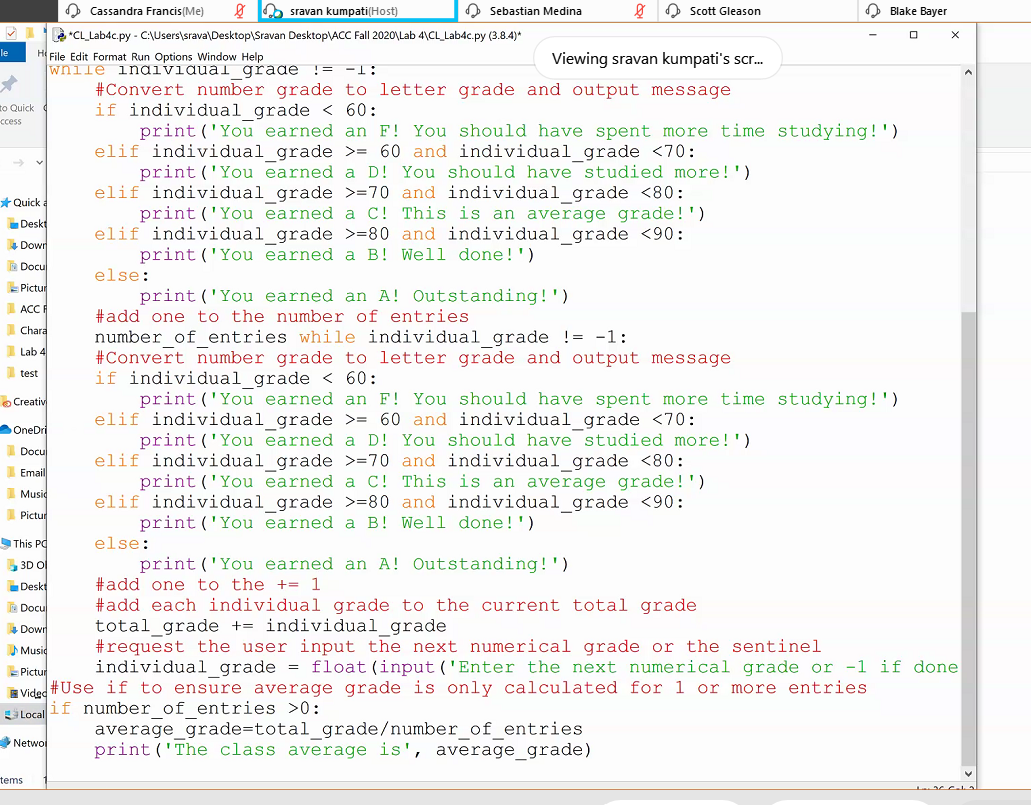 Cassandra Francis(Me)
sravan kumpati(Host)
Sebastian Medina
Scott Gleason
Blake Bayer
*CL_Lab4c.py - C:\Users\srava\Desktop\Sravan Desktop\ACC Fall 2020\Lab 4\CL_Lab4c.py (3.8.4)*
File Edit Format Run Options Window Help
Viewing sravan kumpati's scr...
while individual_grade != -1:
#Convert number grade to letter grade and output message
if individual_grade < 60:
print('You earned an F! You should have spent more time studying!')
elif individual_grade >= 60 and individual_grade <70:
print('You earned a D! You should have studied more!')
elif individual_grade >=70 and individual_grade <80:
print('You earned a C! This is an average grade!')
elif individual_grade >=80 and individual_grade <90:
print('You earned a B! Well done!')
else:
print('You earned an A! Outstanding!')
#add one to the number of entries
number_of_entries while individual_grade != -1:
#Convert number grade to letter grade and output message
if individual_grade < 60:
print('You earned an F! You should have spent more time studying!')
elif individual_grade >= 60 and individual_grade <70:
print('You earned a D! You should have studied more!')
elif individual_grade >=70 and individual_grade <80:
print('You earned a C! This is an average grade!')
elif individual_grade >=80 and individual_grade <90:
print('You earned a B! Well done!')
else:
print('You earned an A! Outstanding!')
#add one to the += 1
#add each individual grade to the current total grade
total_grade += individual_grade
#request the user input the next numerical grade or the sentinel
individual_grade = float(input('Enter the next numerical grade or -1 if done
#Use if to ensure average grade is only calculated for 1 or more entries
if number_of_entries >0:
average_grade=total_grade/number_of_entries
print('The class average is', average_grade)
le
to Quick
ccess
Quick a
Deskt
Down
Docu
Pictur
ACC F
Chara
Lab 4
test
Creativ
OneDri
Docu
Email
Music
Pictur
This PC
3D Ol
Deskt
Docu
Down
Music
Pictur
Video
Local
Networ
tems